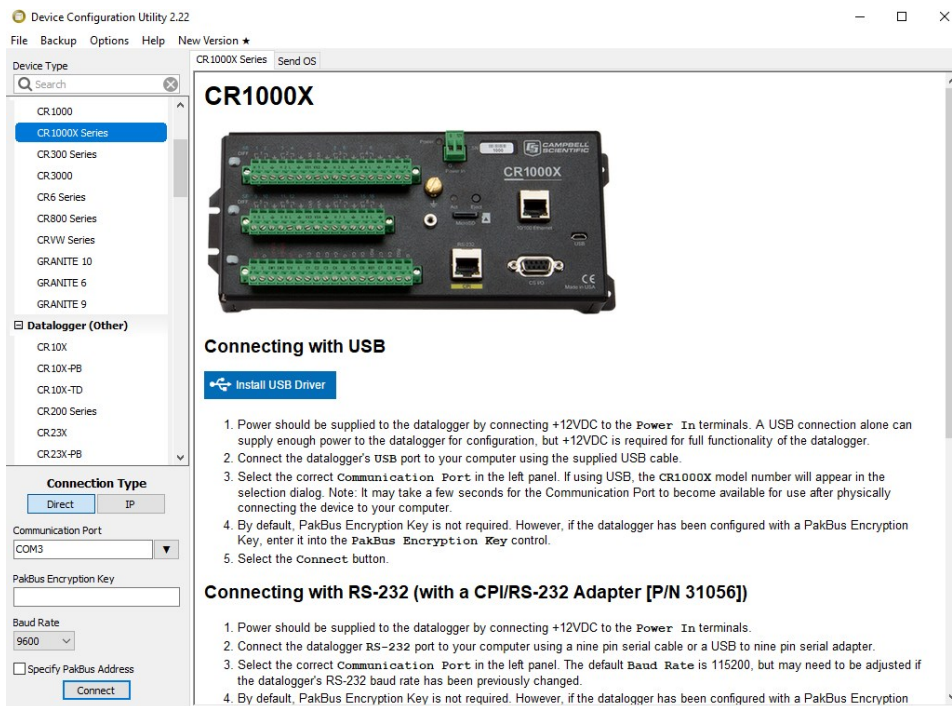 Device Configuration Utility 2.22
File Backup Options Help New Version ★
Device Type
Search
CR1000
CR1000X Series
CR300 Series
CR3000
CR6 Series
CR800 Series
CRVW Series
GRANITE 10
GRANITE 6
GRANITE 9
Datalogger (Other)
CR10X
CR10X-PB
CR10X-TD
CR200 Series
CR23X
CR23X-PB
Connection Type
Direct IP
Communication Port
COM3
PakBus Encryption Key
Baud Rate
9600
Specify PakBus Address
Connect
CR1000X Series Send OS
CR1000X
CAMPBELL
SCIENTIFIC
CR1000X
Power In
10/100 Ethernet
USB
RS-232
CPI
CS I/O
Made in USA
CE
Connecting with USB
Install USB Driver
1. Power should be supplied to the datalogger by connecting +12VDC to the Power In terminals. A USB connection alone can
supply enough power to the datalogger for configuration, but +12VDC is required for full functionality of the datalogger.
2. Connect the datalogger's USB port to your computer using the supplied USB cable.
3. Select the correct Communication Port in the left panel. If using USB, the CR1000X model number will appear in the
selection dialog. Note: It may take a few seconds for the Communication Port to become available for use after physically
connecting the device to your computer.
4. By default, PakBus Encryption Key is not required. However, if the datalogger has been configured with a PakBus Encryption
Key, enter it into the PakBus Encryption Key control.
5. Select the Connect button.
Connecting with RS-232 (with a CPI/RS-232 Adapter [P/N 31056])
1. Power should be supplied to the datalogger by connecting +12VDC to the Power In terminals.
2. Connect the datalogger RS-232 port to your computer using a nine pin serial cable or a USB to nine pin serial adapter.
3. Select the correct Communication Port in the left panel. The default Baud Rate is 115200, but may need to be adjusted if
the datalogger's RS-232 baud rate has been previously changed.
4. By default, PakBus Encryption Key is not required. However, if the datalogger has been configured with a PakBus Encryption